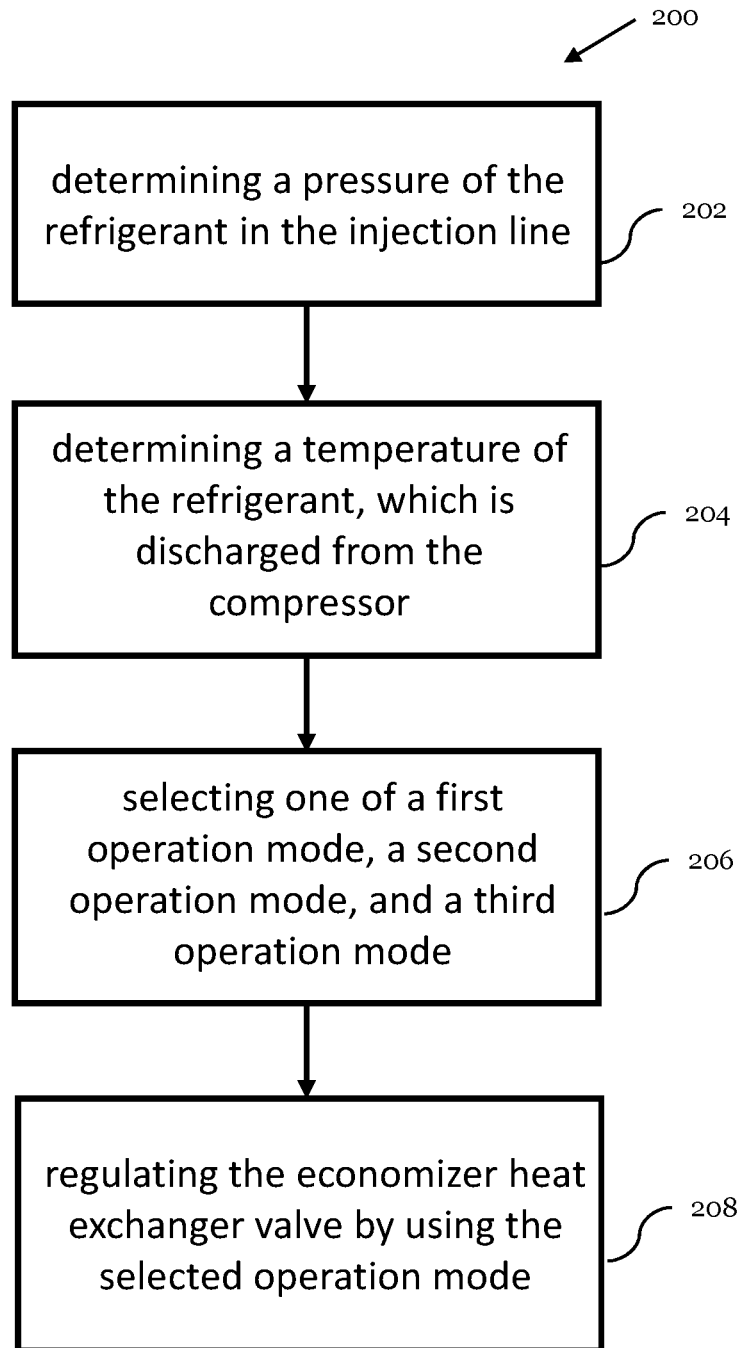 200
determining a pressure of the
refrigerant in the injection line
202
determining a temperature of
the refrigerant, which is
discharged from the
compressor
204
selecting one of a first
operation mode, a second
operation mode, and a third
operation mode
206
regulating the economizer heat
exchanger valve by using the
selected operation mode
208